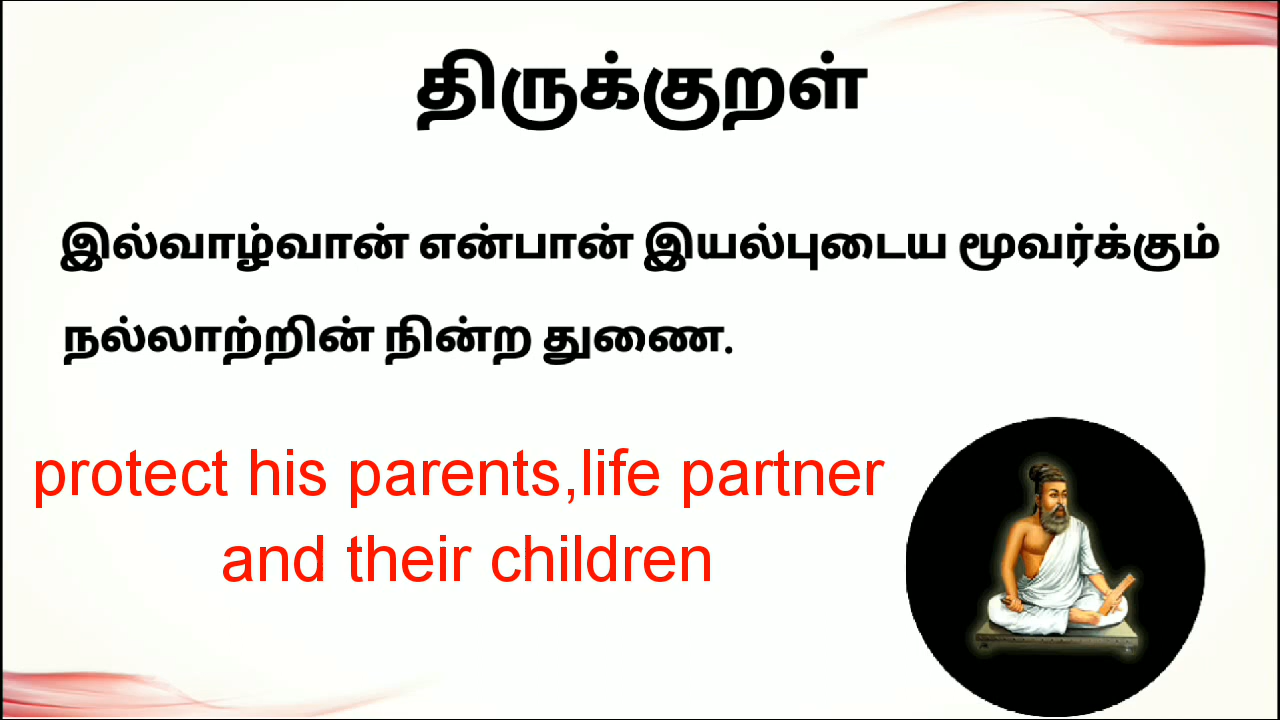 திருக்குறள்
இல்வாழ்வான் என்பான் இயல்புடைய மூவர்க்கும்
நல்லாற்றின் நின்ற துணை.
protect his parents,life partner
and their children